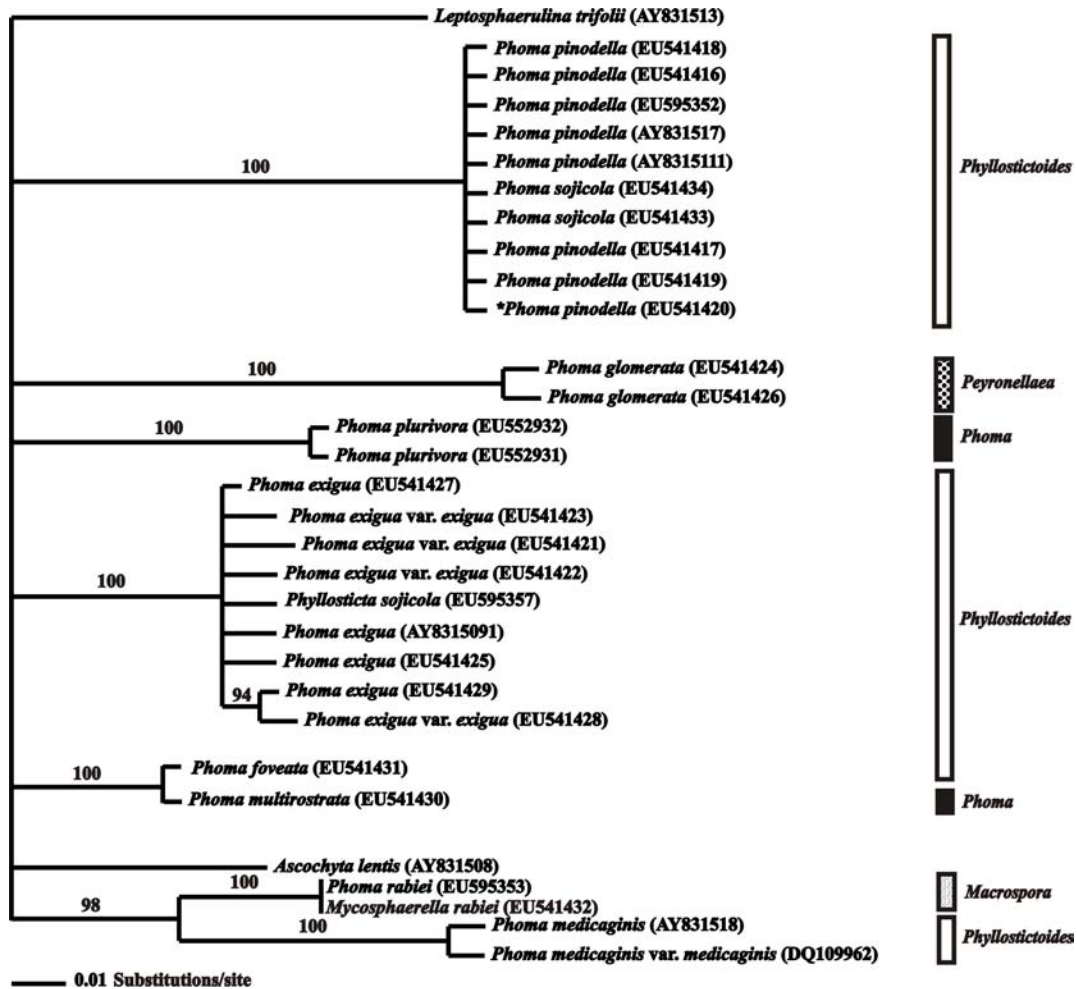 Leptosphaerulina trifolii (AY831513)
Phoma pinodella (EU541418)
Phoma pinodella (EU541416)
Phoma pinodella (EU595352)
Phoma pinodella (AY831517)
100
Phoma pinodella (AY8315111)
Phyllostictoides
Phoma sojicola (EU541434)
Phoma sojicola (EU541433)
Phoma pinodella (EU541417)
Phoma pinodella (EU541419)
*Phoma pinodella (EU541420)
100
Phoma glomerata (EU541424)
Peyronellaea
Phoma glomerata (EU541426)
Phoma plurivora (EU552932)
100
Phoma
Phoma plurivora (EU552931)
Phoma exigua (EU541427)
Phoma exigua var. exigua (EU541423)
Phoma exigua var. exigua (EU541421)
Phoma exigua var. exigua (EU541422)
100
Phyllosticta sojicola (EU595357)
Phyllostictoides
Phoma exigua (AY8315091)
Phoma exigua (EU541425)
94
Phoma exigua (EU541429)
Phoma exigua var. exigua (EU541428)
100
Phoma foveata (EU541431)
Phoma multirostrata (EU541430)
Phoma
Ascochyta lentis (AY831508)
100
Phoma rabiei (EU595353)
Macrospora
98
Mycosphaerella rabiei (EU541432)
100
Phoma medicaginis (AY831518)
Phyllostictoides
Phoma medicaginis var. medicaginis (DQ109962)
0.01 Substitutions/site